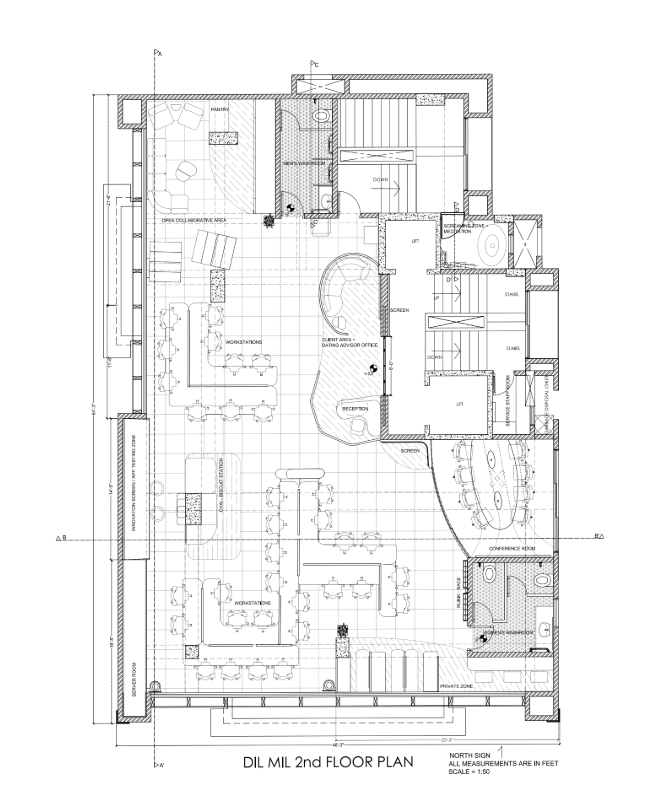 A
C
PANTRY
MEN'S WASHROOM
DOWN
OPEN COLLABORATIVE AREA
C'
LIFT
SCREAMING ZONE +
MEDITATION
D'
UP
STAIRS
SCREEN
WORKSTATIONS
CLIENT AREA +
DATING ADVISOR OFFICE
DOWN
STAIRS
RECEPTION
LIFT
SERVICE STAFF ROOM
SCREEN
INNOVATION SCREEN / APP TESTING ZONE
CHAI - BISCUIT STATION
B
B'
CONFERENCE ROOM
RUBIK RACE
WORKSTATIONS
WOMEN'S WASHROOM
SERVER ROOM
PRIVATE ZONE
A'
DIL MIL 2nd FLOOR PLAN
NORTH SIGN
ALL MEASUREMENTS ARE IN FEET
SCALE = 1:50